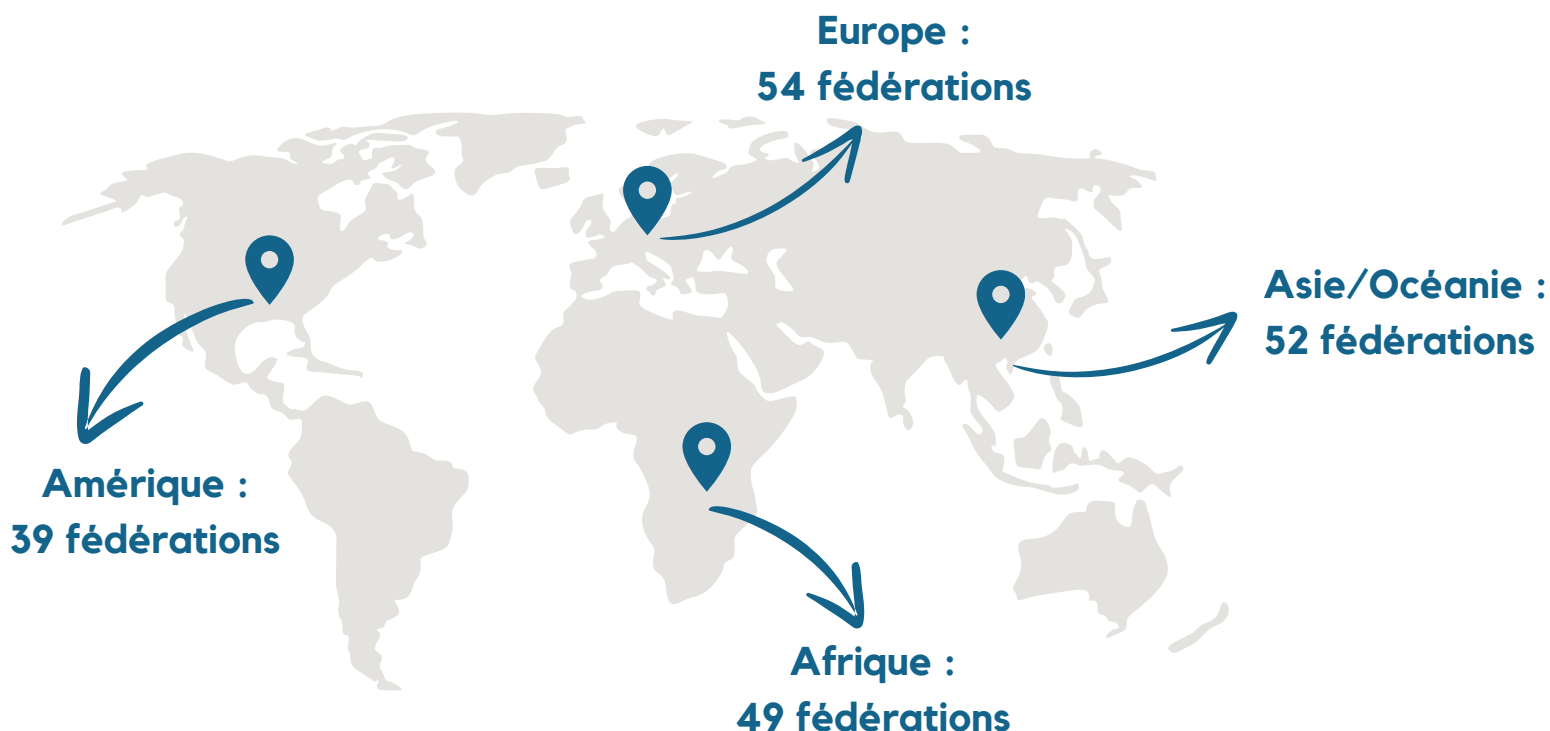 Europe :
54 fédérations
Asie/Océanie :
52 fédérations
Amérique :
39 fédérations
Afrique :
49 fédérations